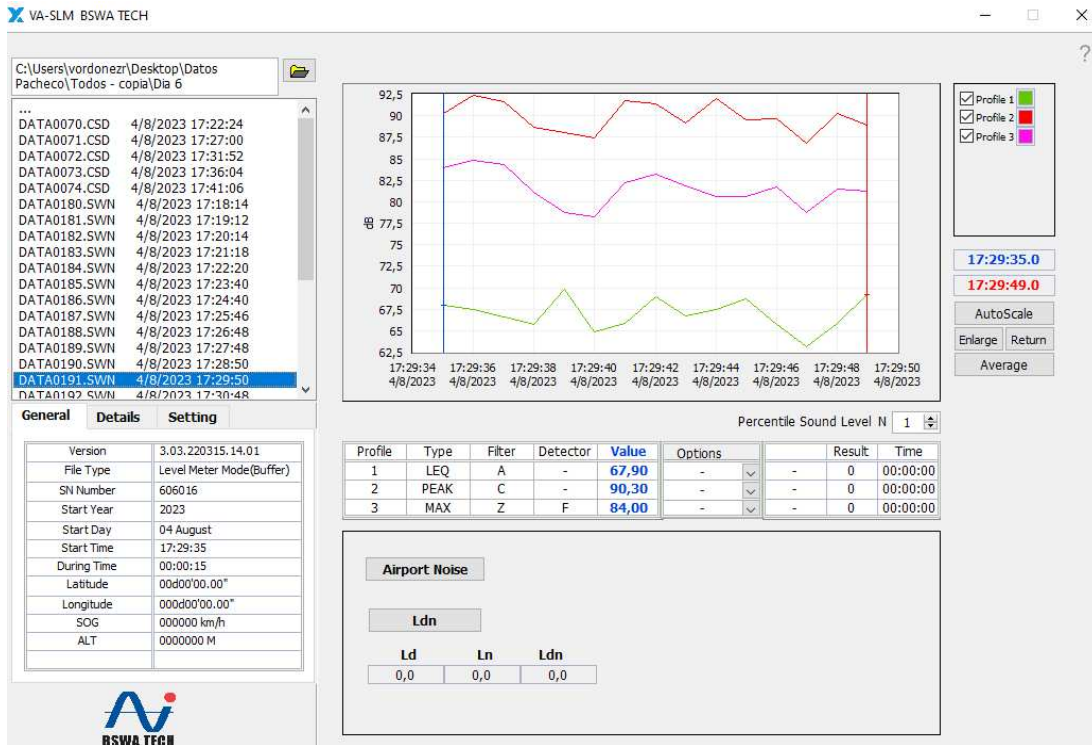 VA-SLM BSWA TECH
?
C:\Users\vordonezr\Desktop\Datos
Pacheco\Todos - copia\Dia 6
...
DATA0070.CSD 4/8/2023 17:22:24
DATA0071.CSD 4/8/2023 17:27:00
DATA0072.CSD 4/8/2023 17:31:52
DATA0073.CSD 4/8/2023 17:36:04
DATA0074.CSD 4/8/2023 17:41:06
DATA0180.SWN 4/8/2023 17:18:14
DATA0181.SWN 4/8/2023 17:19:12
DATA0182.SWN 4/8/2023 17:20:14
DATA0183.SWN 4/8/2023 17:21:18
DATA0184.SWN 4/8/2023 17:22:20
DATA0185.SWN 4/8/2023 17:23:40
DATA0186.SWN 4/8/2023 17:24:40
DATA0187.SWN 4/8/2023 17:25:46
DATA0188.SWN 4/8/2023 17:26:48
DATA0189.SWN 4/8/2023 17:27:48
DATA0190.SWN 4/8/2023 17:28:50
DATA0191.SWN 4/8/2023 17:29:50
DATA0192.SWN 4/8/2023 17:30:48
General Details Setting
Version 3.03.220315.14.01
File Type Level Meter Mode(Buffer)
SN Number 606016
Start Year 2023
Start Day 04 August
Start Time 17:29:35
During Time 00:00:15
Latitude 00d00'00.00"
Longitude 000d00'00.00"
SOG 000000 km/h
ALT 0000000 M
BSWA TECH
92,5
90
87,5
85
82,5
80
77,5
75
72,5
70
67,5
65
62,5
dB
17:29:34 17:29:36 17:29:38 17:29:40 17:29:42 17:29:44 17:29:46 17:29:48 17:29:50
4/8/2023 4/8/2023 4/8/2023 4/8/2023 4/8/2023 4/8/2023 4/8/2023 4/8/2023 4/8/2023
Profile 1
Profile 2
Profile 3
17:29:35.0
17:29:49.0
AutoScale
Enlarge Return
Average
Percentile Sound Level N 1
Profile Type Filter Detector Value Options Result Time
1 LEQ A - 67,90 - - 0 00:00:00
2 PEAK C - 90,30 - - 0 00:00:00
3 MAX Z F 84,00 - - 0 00:00:00
Airport Noise
Ldn
Ld Ln Ldn
0,0 0,0 0,0